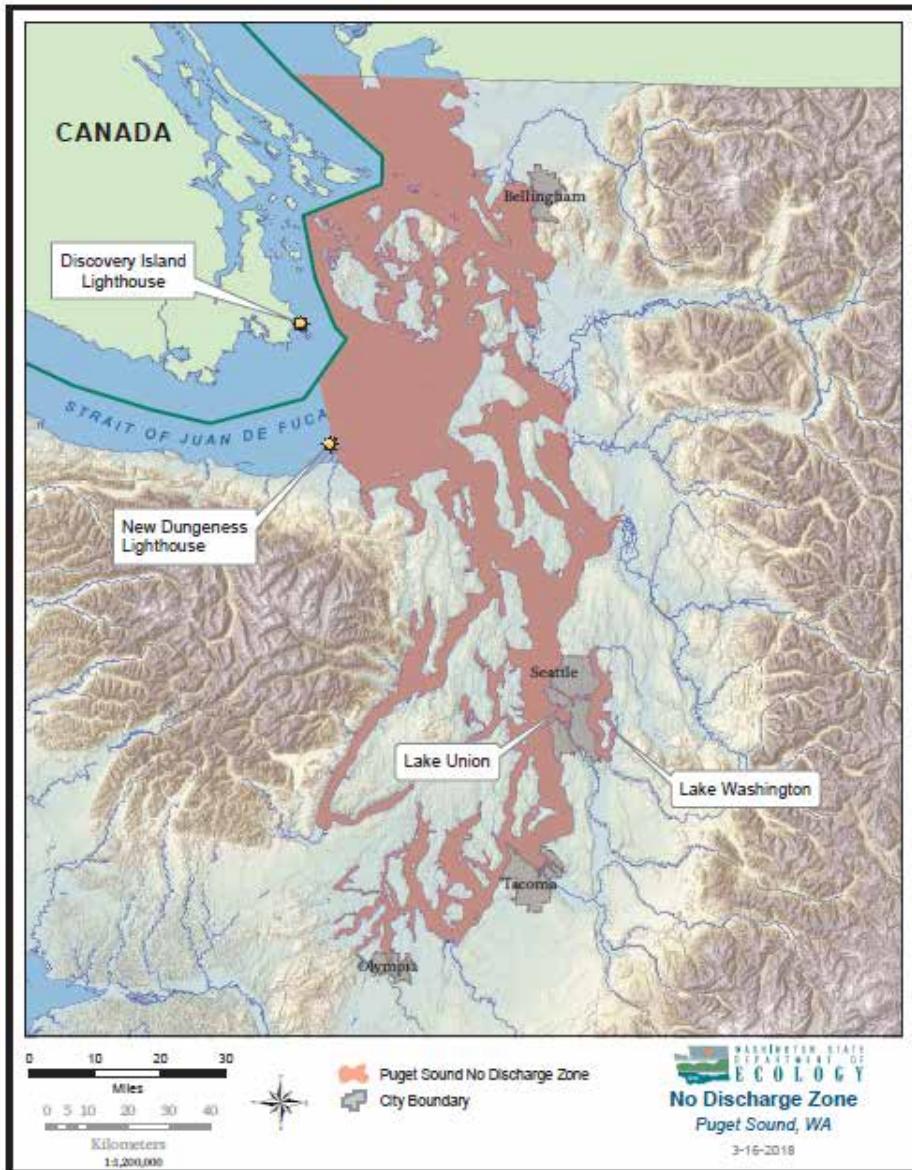 CANADA
Bellingham
Discovery Island
Lighthouse
STRAIT OF JUAN DE FUCA
New Dungeness
Lighthouse
Seattle
Lake Union
Lake Washington
Tacoma
Olympia
0 10 20 30
Miles
0 5 10 20 30 40
Kilometers
1:1,200,000
Puget Sound No Discharge Zone
City Boundary
WASHINGTON STATE
DEPARTMENT OF
ECOLOGY
No Discharge Zone
Puget Sound, WA
3-16-2018